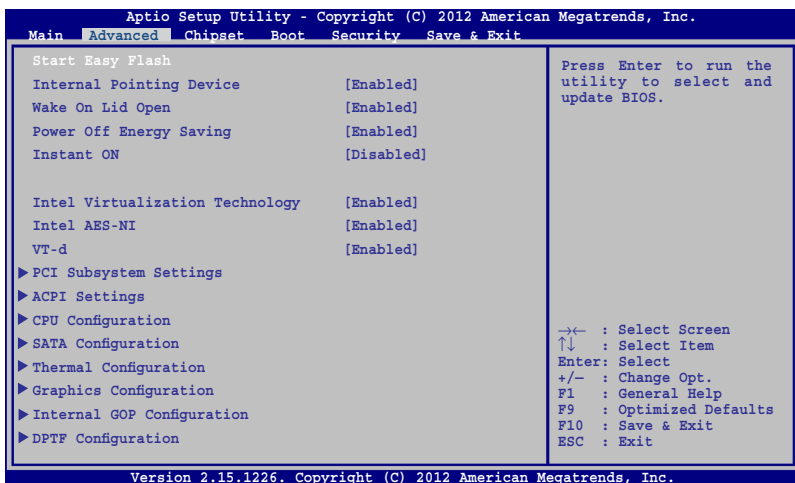 Aptio Setup Utility - Copyright (C) 2012 American Megatrends, Inc.
Main Advanced Chipset Boot Security Save & Exit
Start Easy Flash
Internal Pointing Device [Enabled]
Wake On Lid Open [Enabled]
Power Off Energy Saving [Enabled]
Instant ON [Disabled]
Intel Virtualization Technology [Enabled]
Intel AES-NI [Enabled]
VT-d [Enabled]
PCI Subsystem Settings
ACPI Settings
CPU Configuration
SATA Configuration
Thermal Configuration
Graphics Configuration
Internal GOP Configuration
DPTF Configuration
Press Enter to run the
utility to select and
update BIOS.
→← : Select Screen
↑↓ : Select Item
Enter: Select
+/− : Change Opt.
F1 : General Help
F9 : Optimized Defaults
F10 : Save & Exit
ESC : Exit
Version 2.15.1226. Copyright (C) 2012 American Megatrends, Inc.